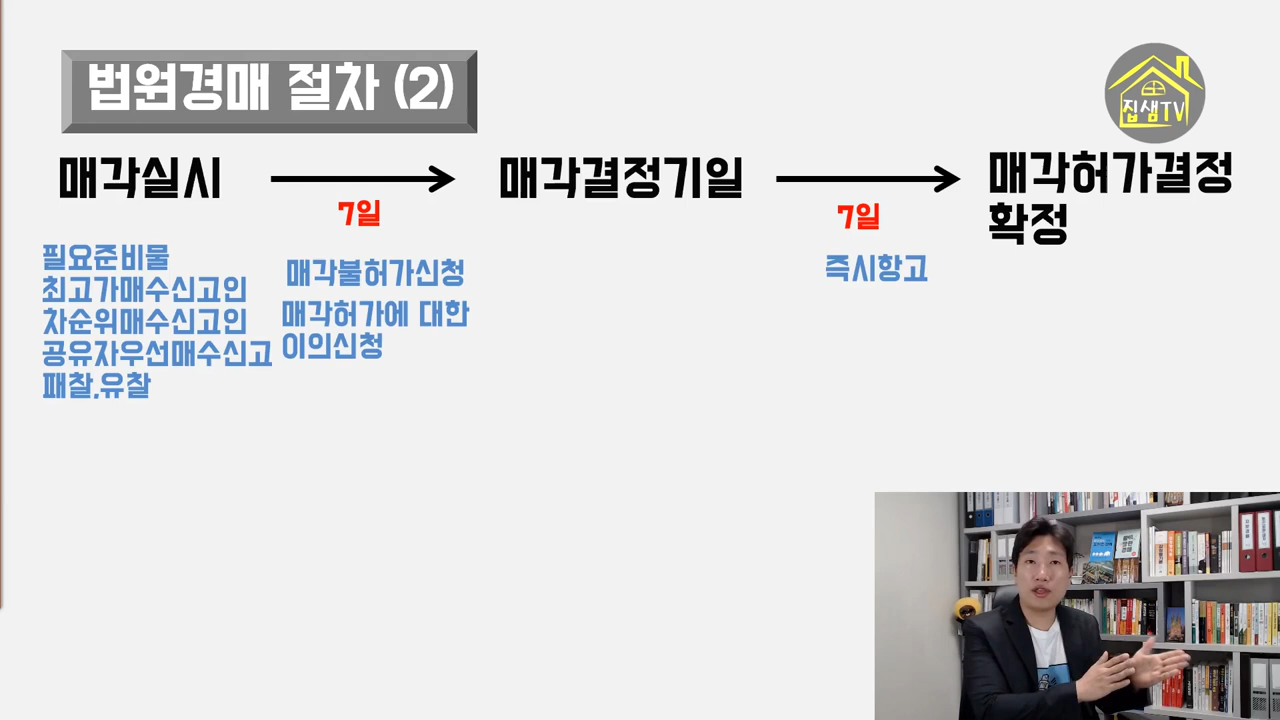 법원경매 절차 (2)
집샘TV
매각실시
7일
매각결정기일
7일
매각허가결정
확정
필요준비물
최고가매수신고인
차순위매수신고인
공유자우선매수신고
패찰,유찰
매각불허가신청
매각허가에 대한
이의신청
즉시항고